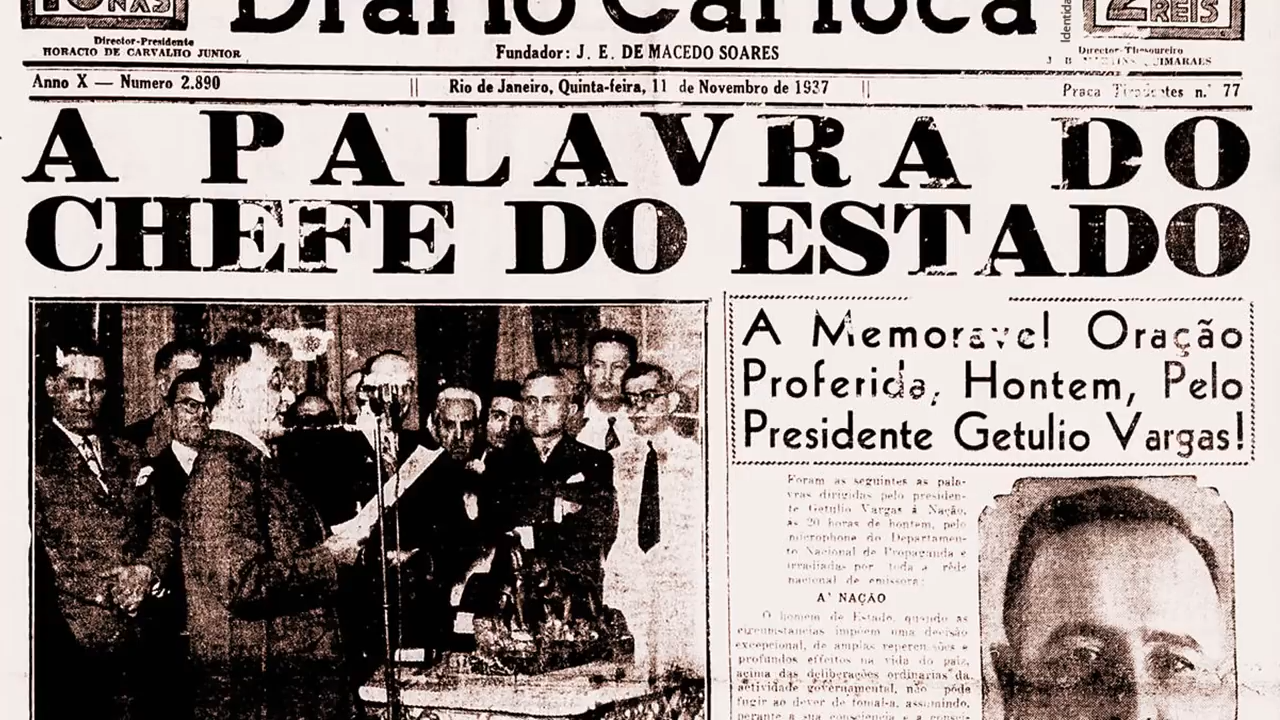 Diario Carioca
Director-Presidente
HORACIO DE CARVALHO JUNIOR
Fundador: J. E. DE MACEDO SOARES
REIS
Director-Thesoureiro
Anno X — Numero 2.890
Rio de Janeiro, Quinta-feira, 11 de Novembro de 1937
Praca Tiradentes n.° 77
A PALAVRA DO
CHEFE DO ESTADO
A Memoravel Oração
Proferida, Hontem, Pelo
Presidente Getulio Vargas!
Foram as seguintes as pala-
vras dirigidas pelo presiden-
te Getulio Vargas á Nação,
ás 20 horas de hontem, pelo
microphone do Departamen-
to Nacional de Propaganda e
irradiadas por toda a rêde
nacional de emissora:
A' NAÇÃO
O homem de Estado, quando as
circumstancias impõem uma decisão
excepcional, de amplas repercussões e
profundos effeitos na vida do paiz,
acima das deliberações ordinarias da
actividade governamental, não póde
fugir ao dever de tomal-a, assumindo,
perante a sua consciencia e a consci-